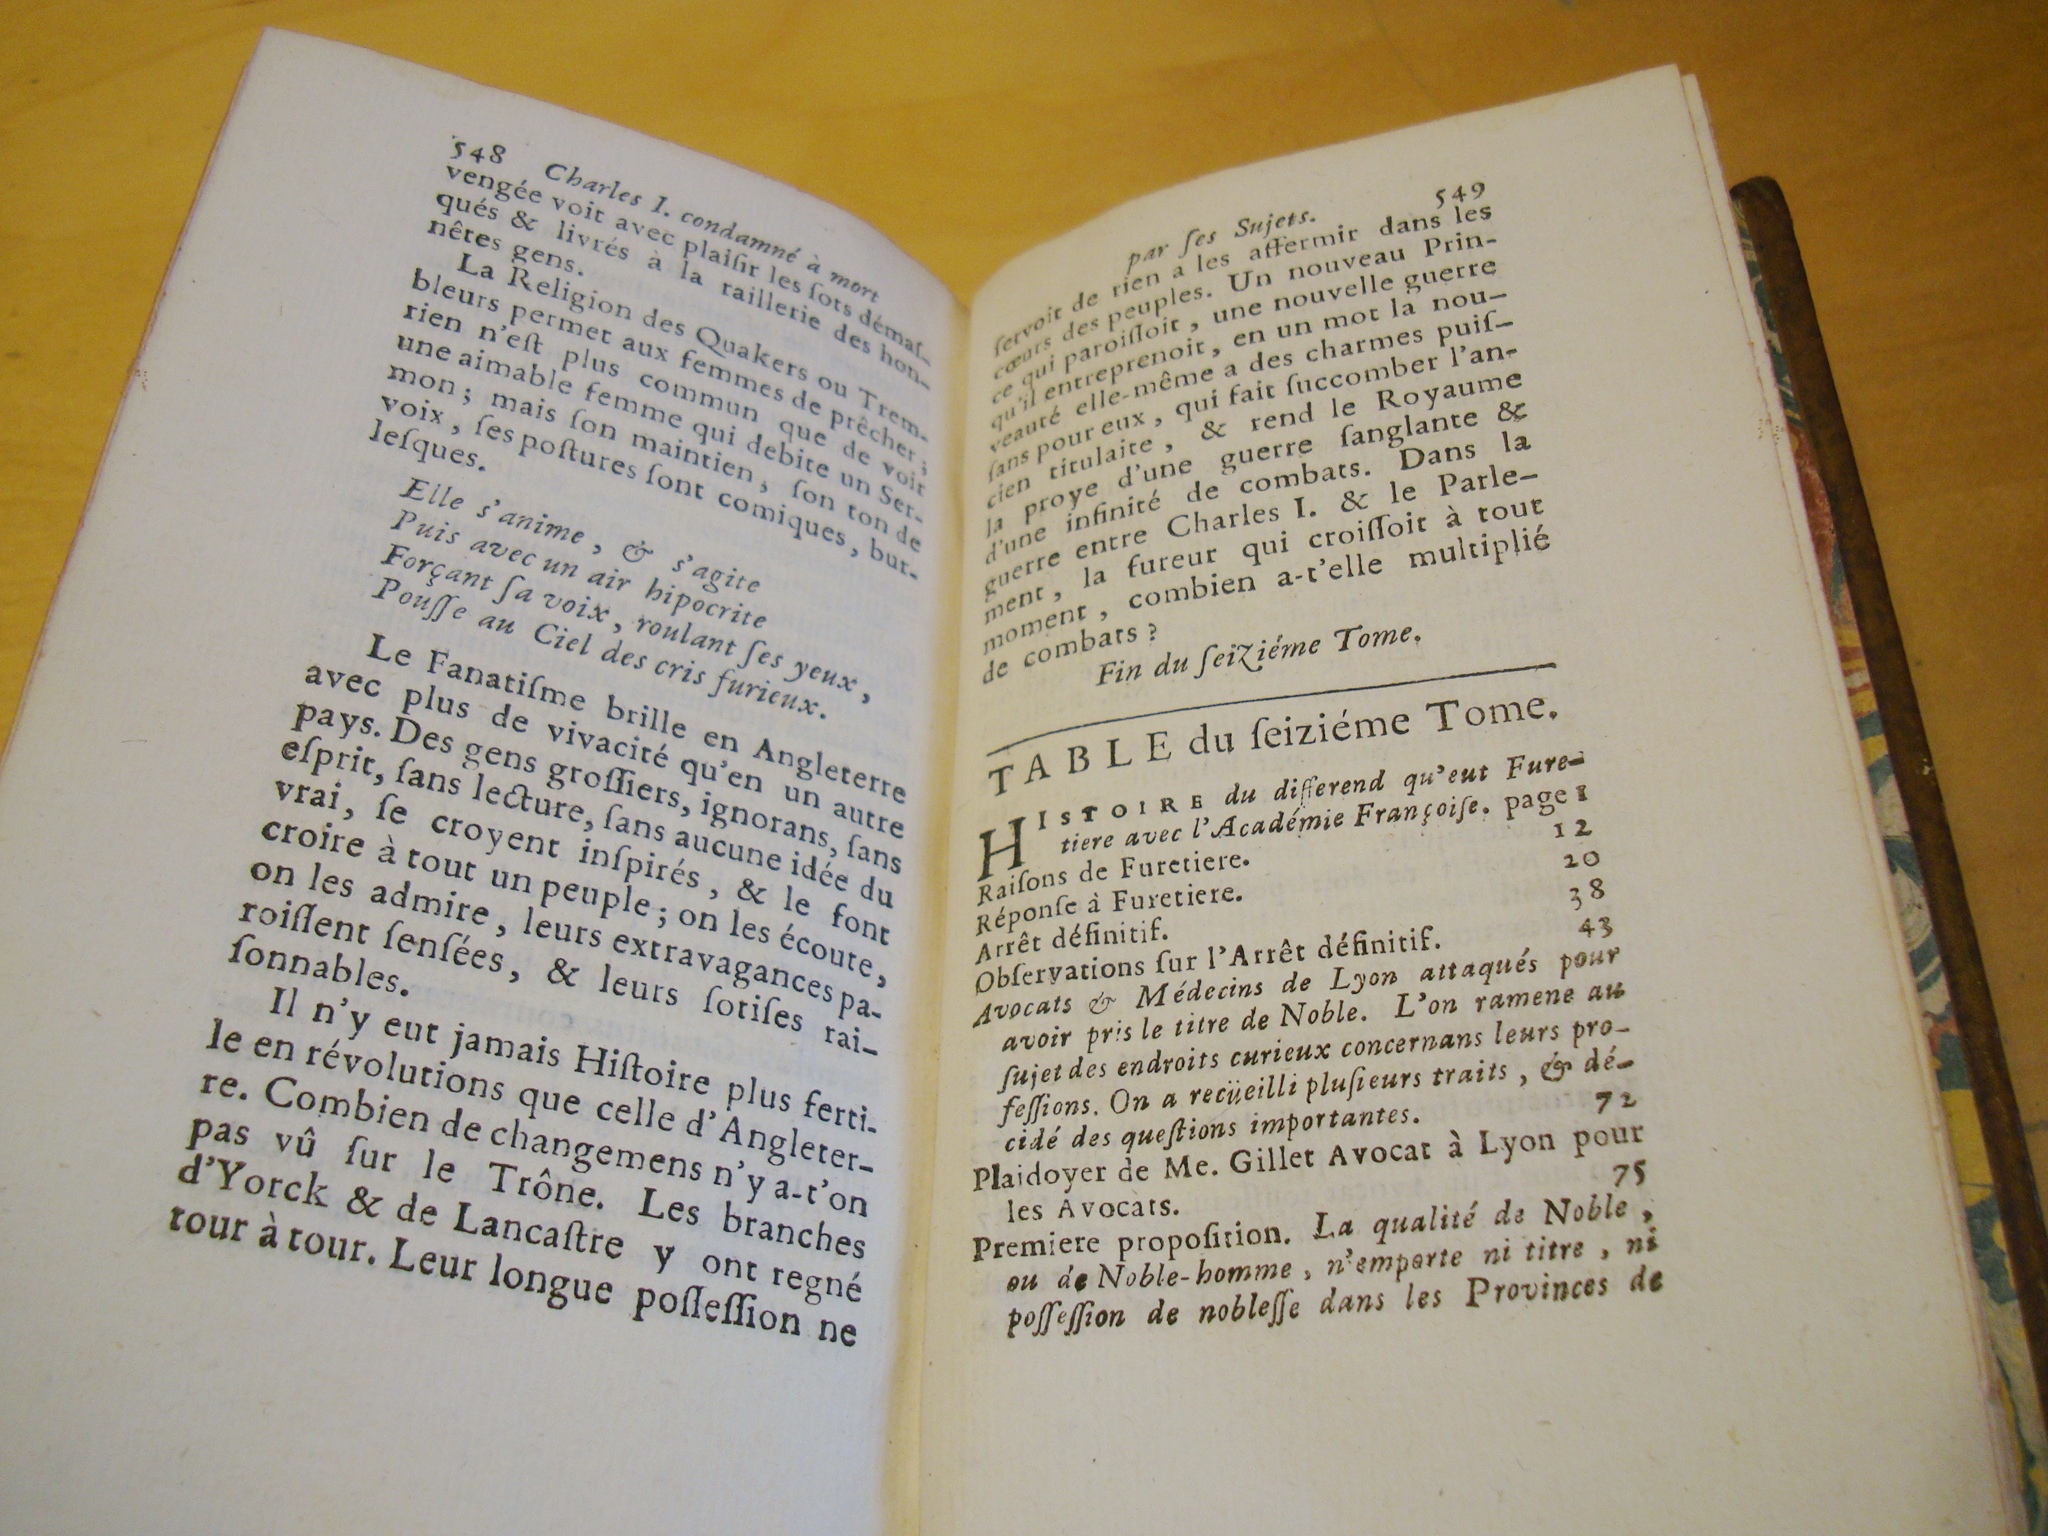 548 Charles I. condamné à mort
vengée voit avec plaiſir les ſots démaſ-
qués & livrés à la raillerie des hon-
nêtes gens.
La Religion des Quakers ou Trem-
bleurs permet aux femmes de prêcher ;
rien n'eſt plus commun que de voir
une aimable femme qui debite un Ser-
mon ; mais ſon maintien, ſon ton de
voix, ſes poſtures ſont comiques, bur-
leſques.
Elle s'anime, & s'agite
Puis avec un air hipocrite
Forçant ſa voix, roulant ſes yeux,
Pouſſe au Ciel des cris furieux.
Le Fanatiſme brille en Angleterre
avec plus de vivacité qu'en un autre
pays. Des gens groſſiers, ignorans, ſans
eſprit, ſans lecture, ſans aucune idée du
vrai, ſe croyent inſpirés, & le font
croire à tout un peuple ; on les écoute,
on les admire, leurs extravagances pa-
roiſſent ſenſées, & leurs ſotiſes rai-
ſonnables.
Il n'y eut jamais Hiſtoire plus ferti-
le en révolutions que celle d'Angleter-
re. Combien de changemens n'y a-t'on
pas vû ſur le Trône. Les branches
d'Yorck & de Lancaſtre y ont regné
tour à tour. Leur longue poſſeſſion ne
par ſes Sujets. 549
ſervoit de rien a les affermir dans les
cœurs des peuples. Un nouveau Prin-
ce qui paroiſſoit, une nouvelle guerre
qu'il entreprenoit, en un mot la nou-
veauté elle-même a des charmes puiſ-
ſans pour eux, qui fait ſuccomber l'an-
cien titulaite, & rend le Royaume
la proye d'une guerre ſanglante &
d'une infinité de combats. Dans la
guerre entre Charles I. & le Parle-
ment, la fureur qui croiſſoit à tout
moment, combien a-t'elle multiplié
de combats ?
Fin du ſeiziéme Tome.
TABLE du ſeiziéme Tome.
HISTOIRE du differend qu'eut Fure-
tiere avec l'Académie Françoiſe. page 1
Raiſons de Furetiere. 12
Réponſe à Furetiere. 20
Arrêt définitif. 38
Obſervations ſur l'Arrêt définitif. 43
Avocats & Médecins de Lyon attaqués pour
avoir pris le titre de Noble. L'on ramene au
ſujet des endroits curieux concernans leurs pro-
feſſions. On a recüeilli pluſieurs traits, & dé-
cidé des queſtions importantes. 72
Plaidoyer de Me. Gillet Avocat à Lyon pour
les Avocats. 75
Premiere propoſition. La qualité de Noble,
ou de Noble-homme, n'emporte ni titre, ni
poſſeſſion de nobleſſe dans les Provinces de